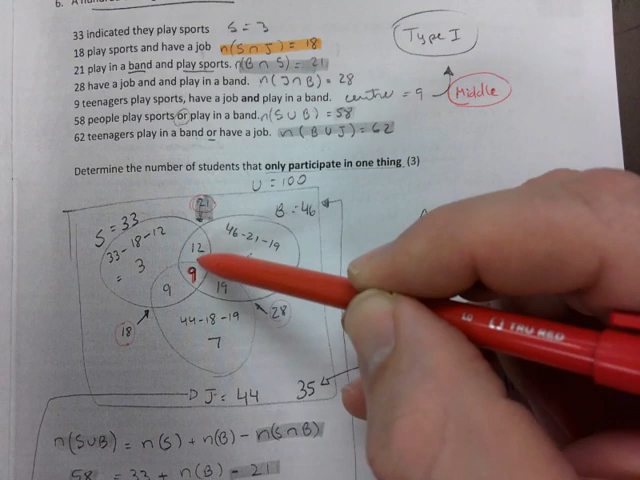 33 indicated they play sports S = 3
18 play sports and have a job n(S∩J) = 18
21 play in a band and play sports. n(B∩S) = 21
28 have a job and and play in a band. n(J∩B) = 28
9 teenagers play sports, have a job and play in a band. centre = 9
58 people play sports or play in a band. n(S∪B) = 58
62 teenagers play in a band or have a job. n(B∪J) = 62
Type I
Middle
Determine the number of students that only participate in one thing. (3)
U = 100
S = 33
21
B = 46
33-18-12
= 3
12
46-21-19
9
9
19
18
44-18-19
7
28
J = 44
35
n(S∪B) = n(S) + n(B) - n(S∩B)
58 = 33 + n(B) - 21
TRU RED